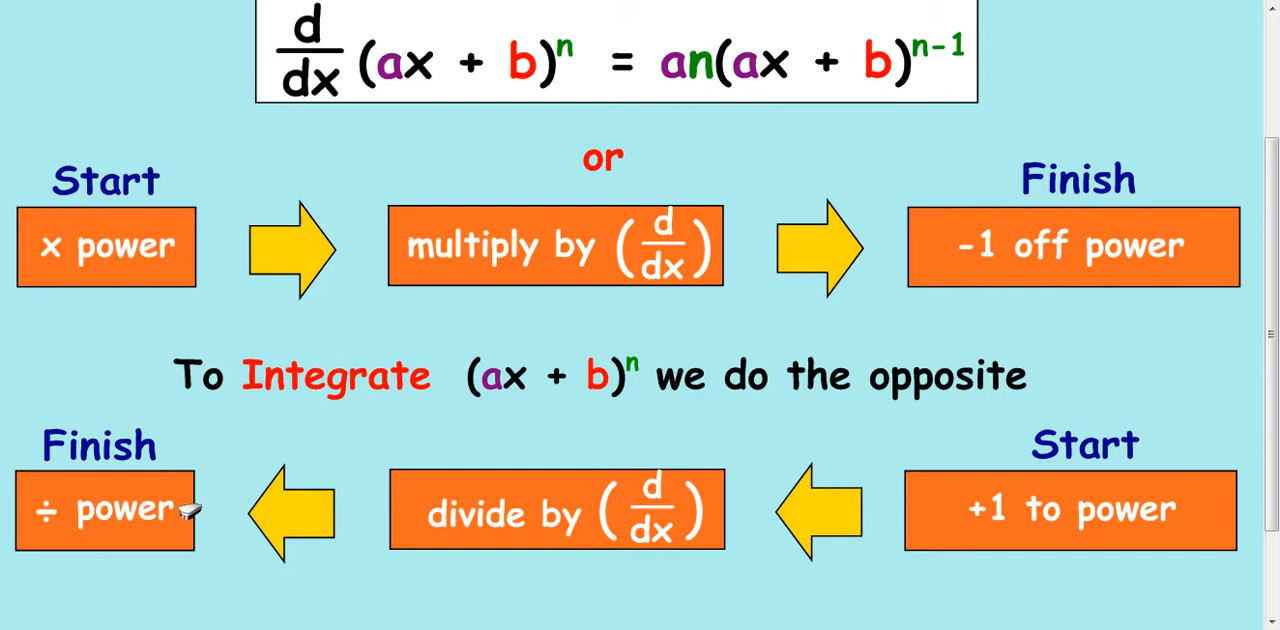 d/dx (ax + b)ⁿ = an(ax + b)ⁿ⁻¹
or
Start
Finish
x power
multiply by (d/dx)
-1 off power
To Integrate (ax + b)ⁿ we do the opposite
Finish
Start
÷ power
divide by (d/dx)
+1 to power